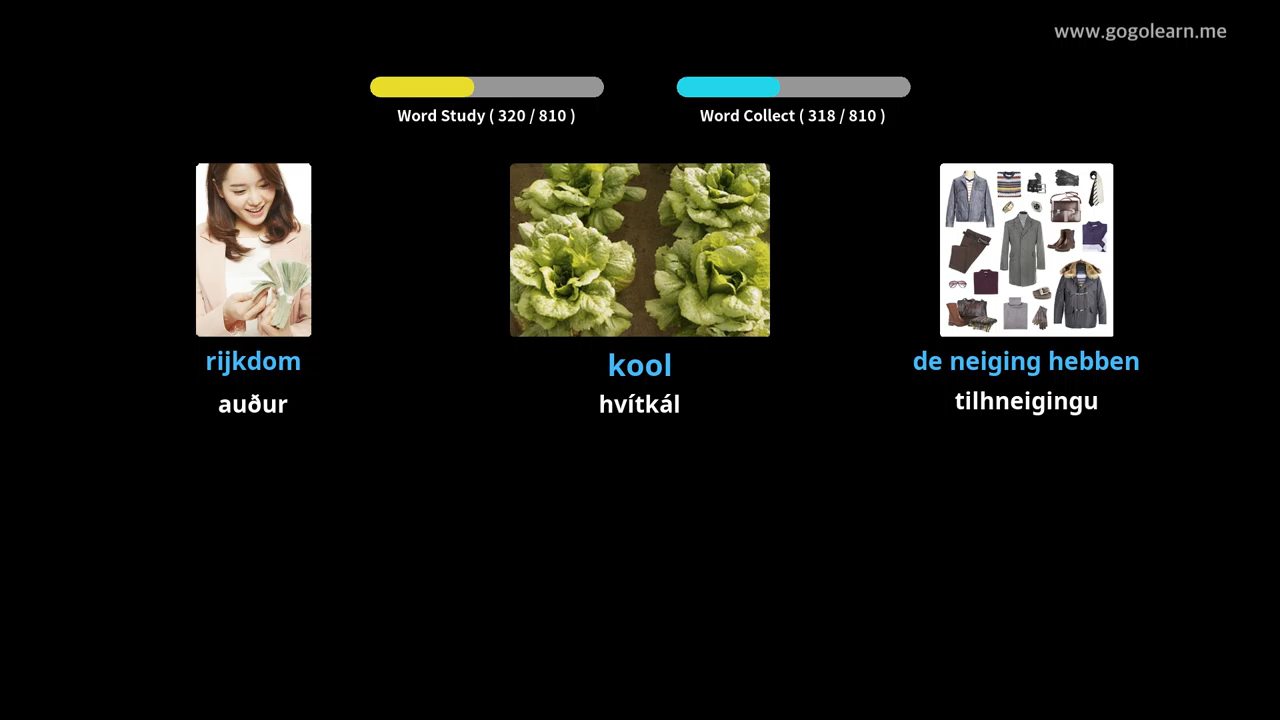 www.gogolearn.me
Word Study ( 320 / 810 )
Word Collect ( 318 / 810 )
rijkdom
auður
kool
hvítkál
de neiging hebben
tilhneigingu